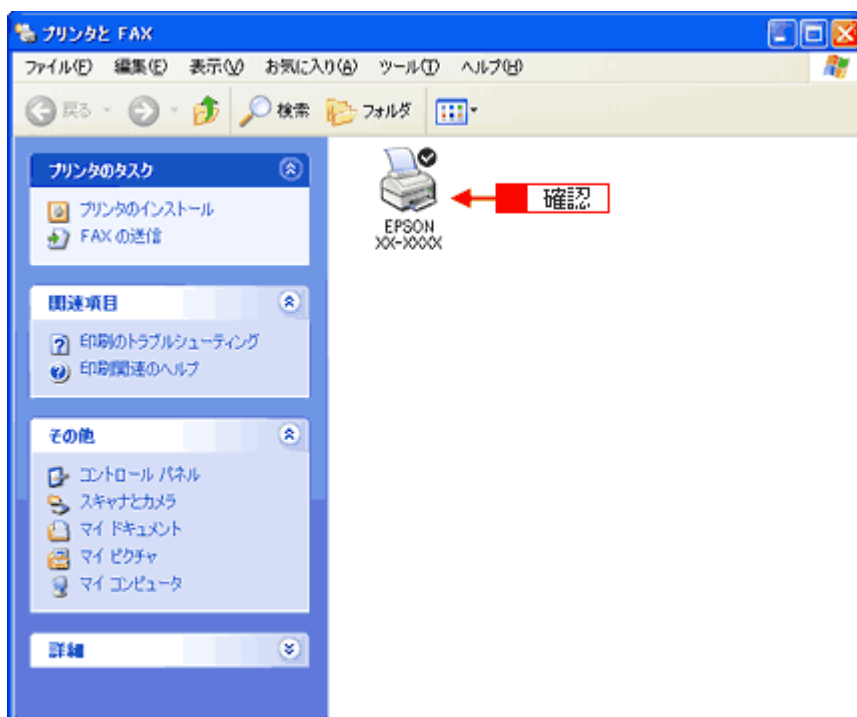 プリンタと FAX
ファイル(F) 編集(E) 表示(V) お気に入り(A) ツール(T) ヘルプ(H)
戻る 検索 フォルダ
プリンタのタスク
プリンタのインストール
FAX の送信
関連項目
印刷のトラブルシューティング
印刷関連のヘルプ
その他
コントロール パネル
スキャナとカメラ
マイ ドキュメント
マイ ピクチャ
マイ コンピュータ
詳細
EPSON
XX-XXXX
確認